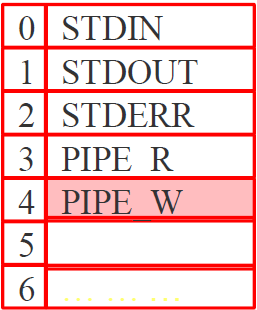 0 STDIN
1 STDOUT
2 STDERR
3 PIPE_R
4 PIPE_W
5
6 ... ... ...